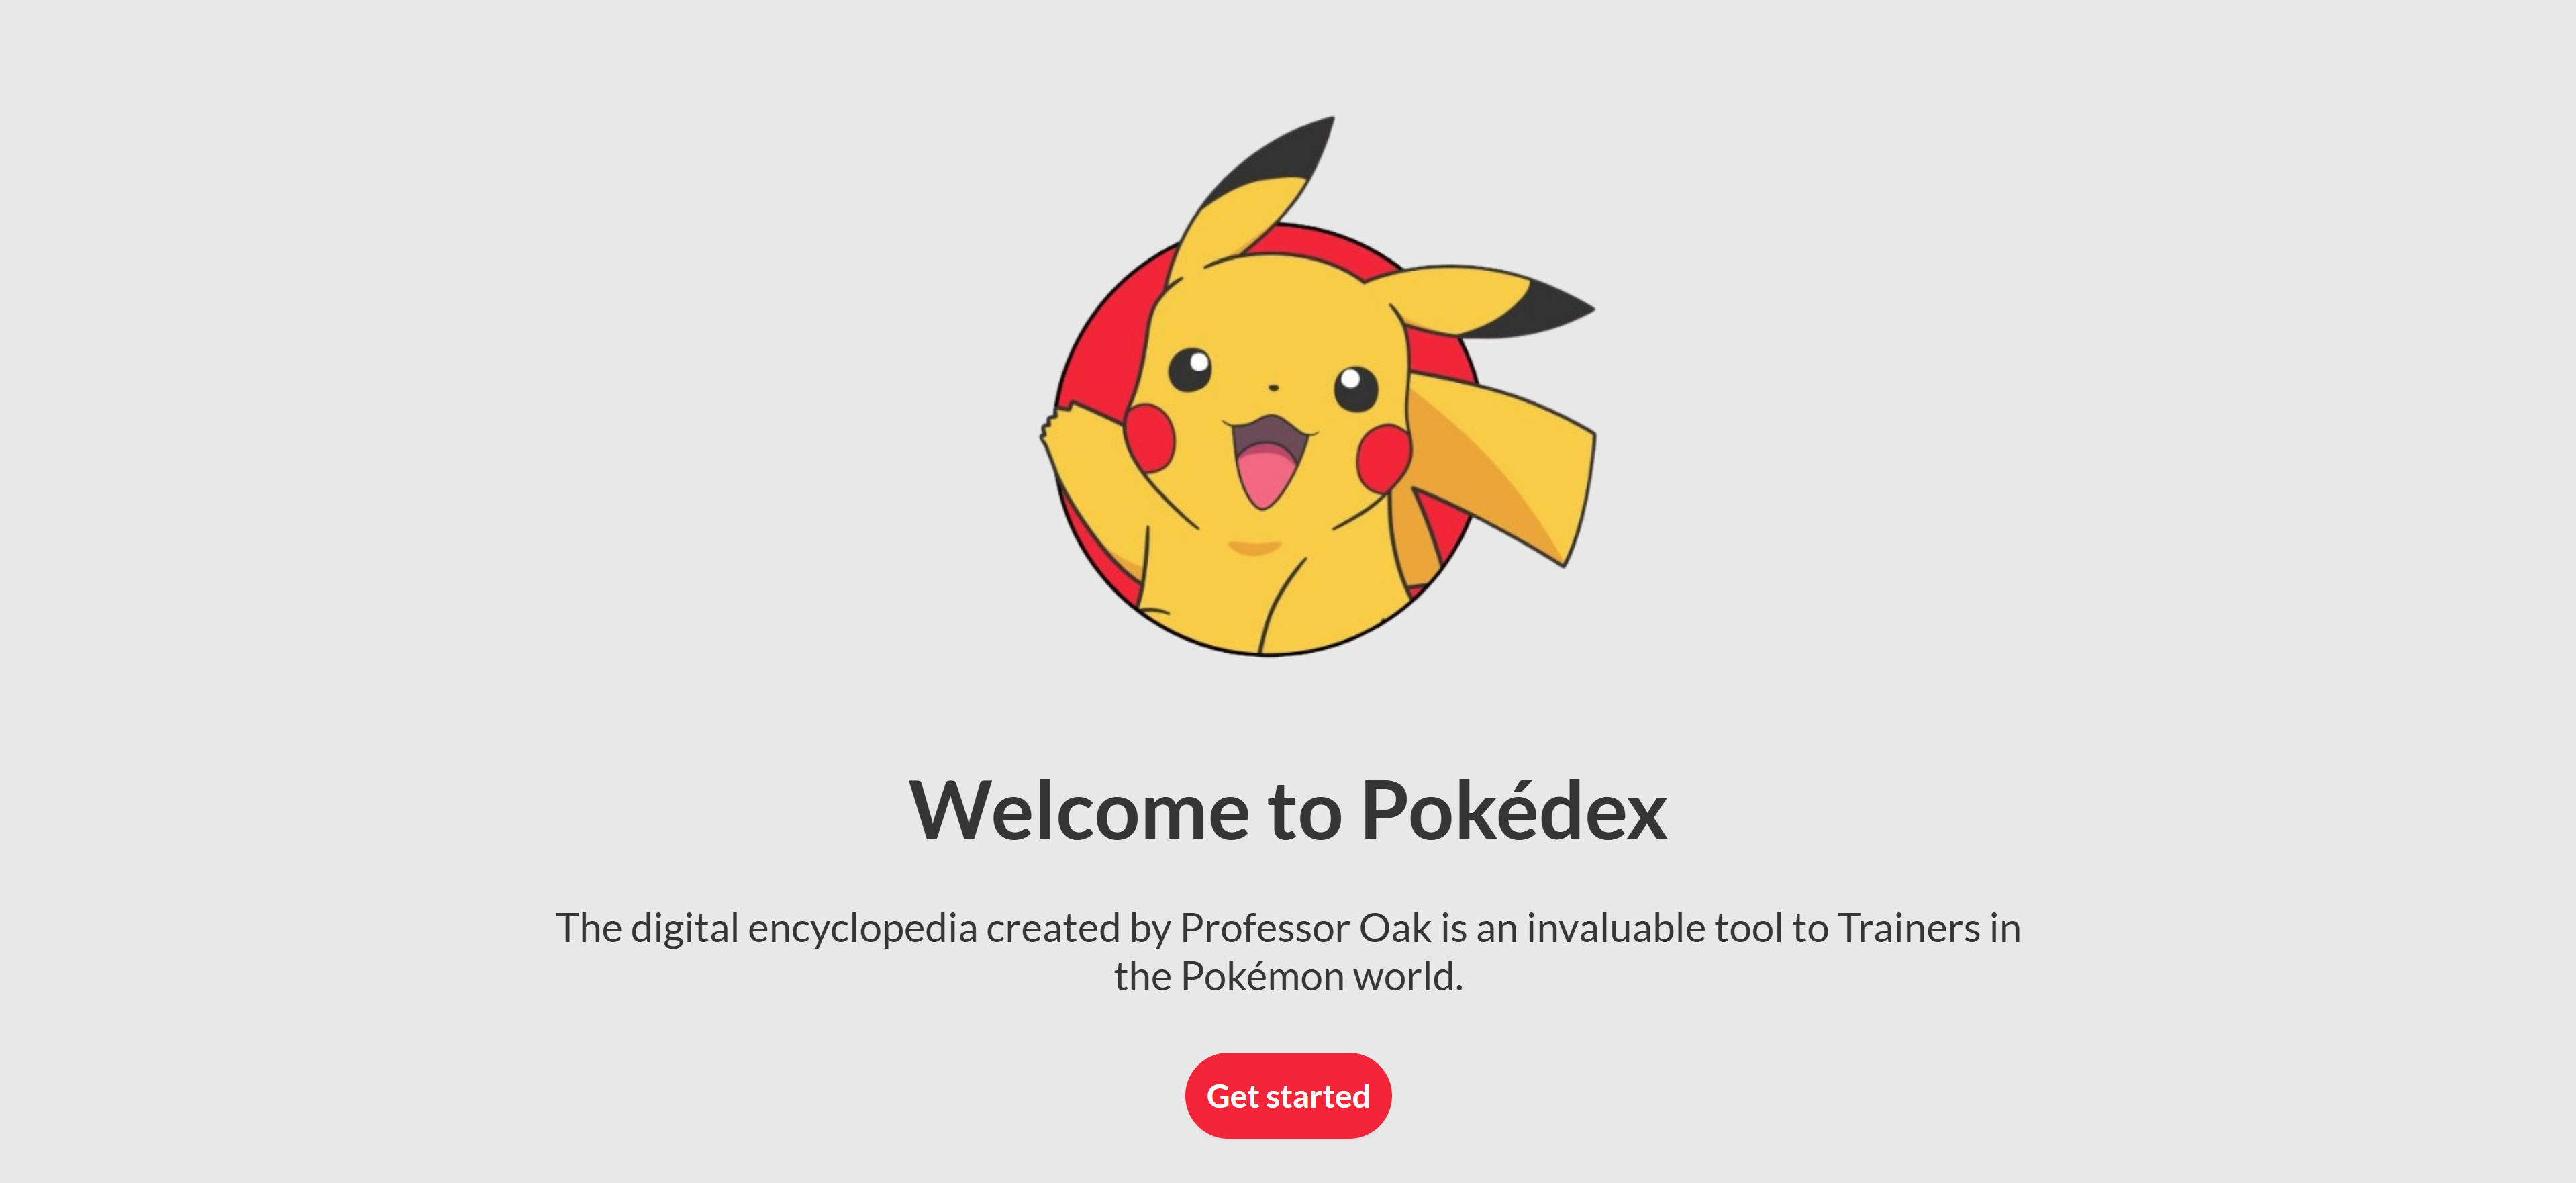 Welcome to Pokédex
The digital encyclopedia created by Professor Oak is an invaluable tool to Trainers in
the Pokémon world.
Get started